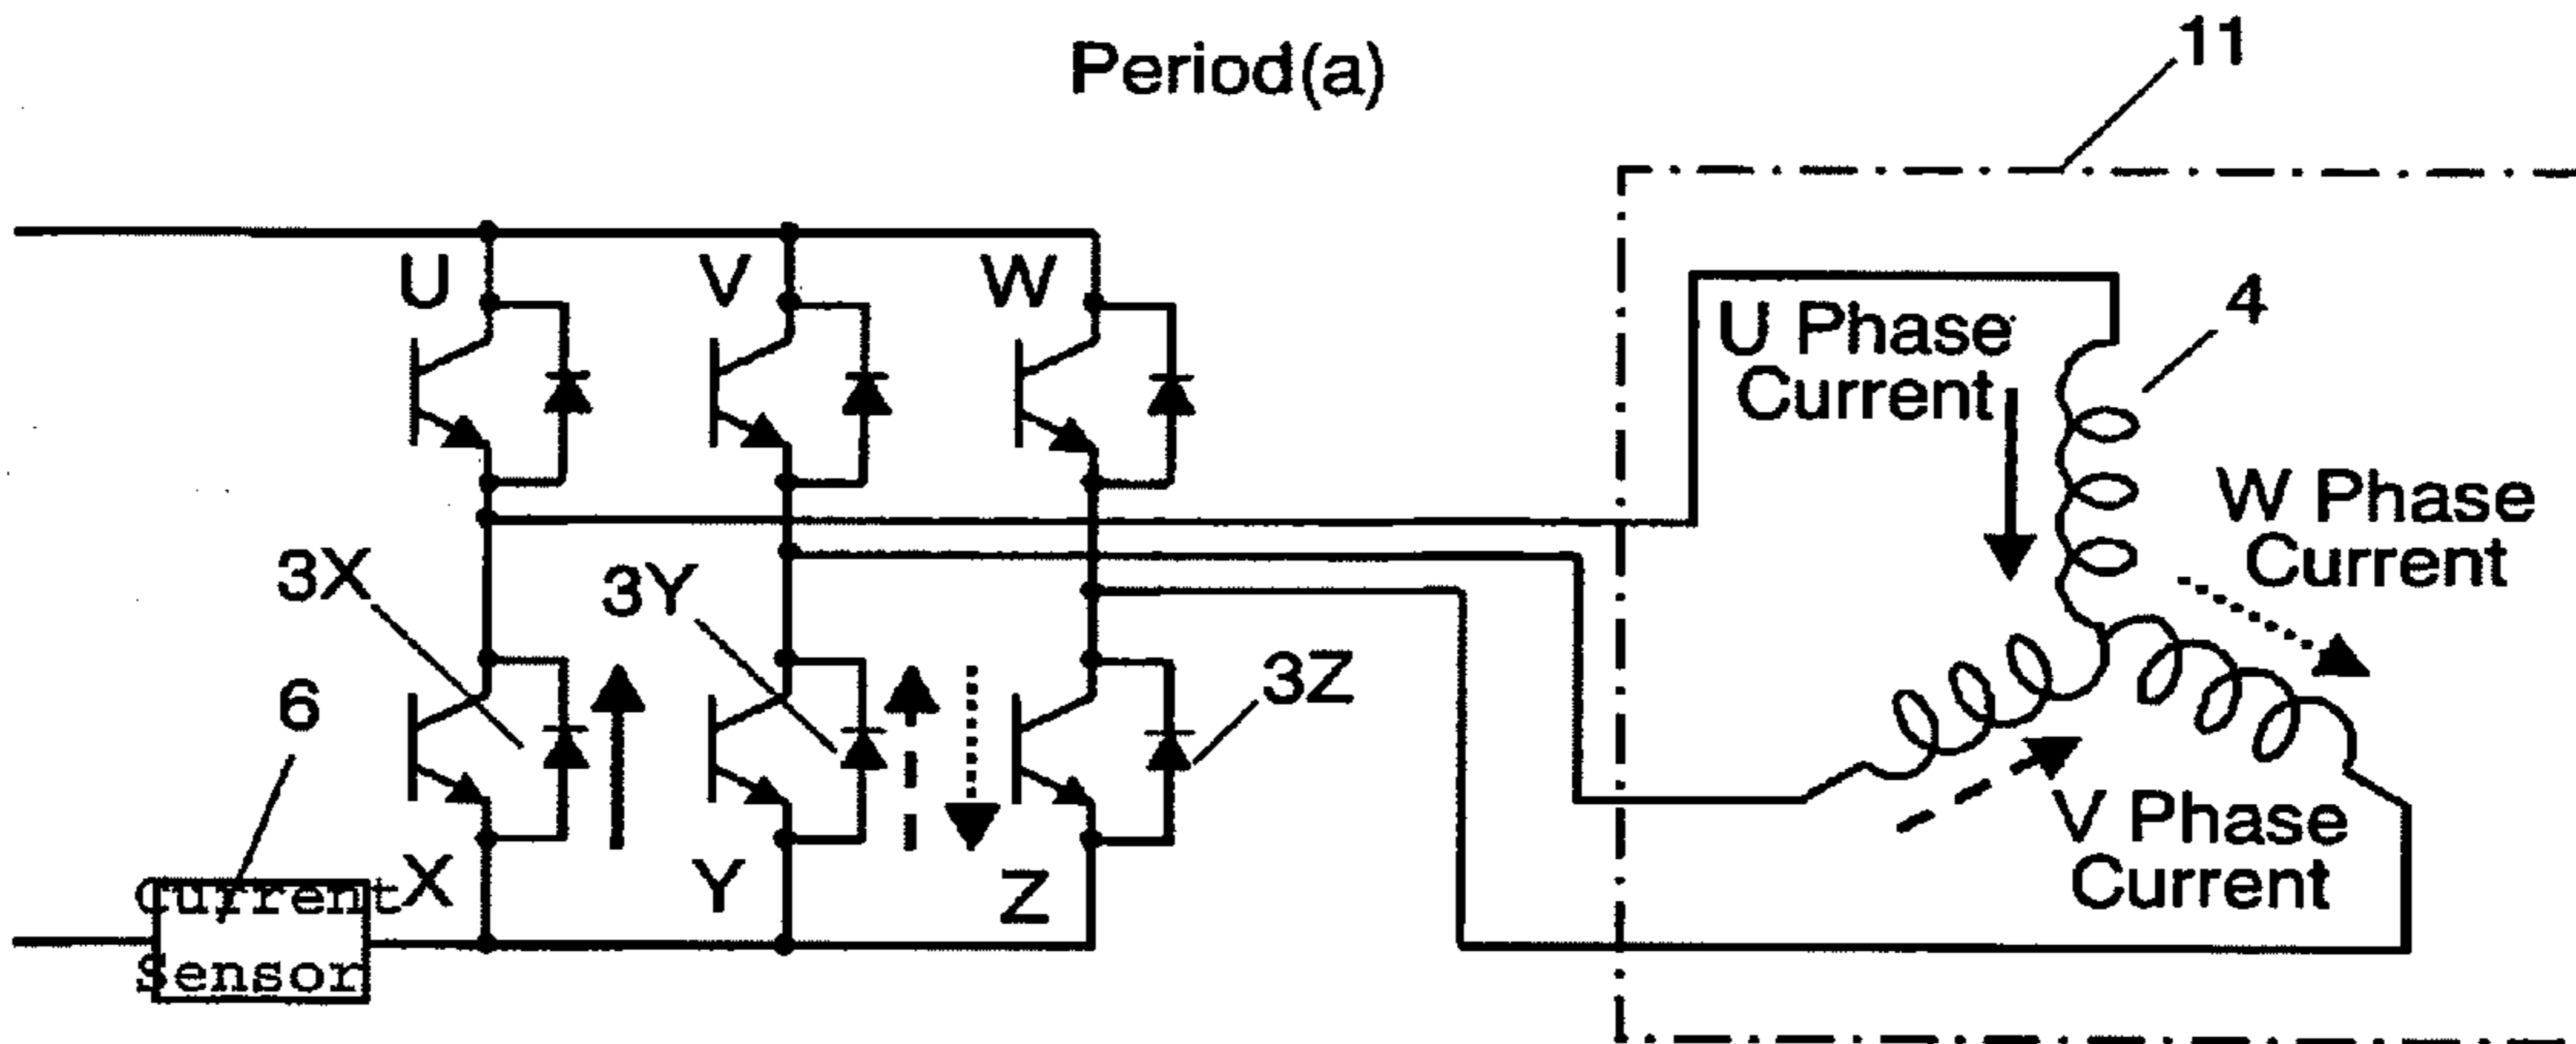 Period(a)
11
U
V
W
4
U Phase
Current
W Phase
Current
3X
3Y
3Z
6
V Phase
Current
X
Y
Z
Current
Sensor